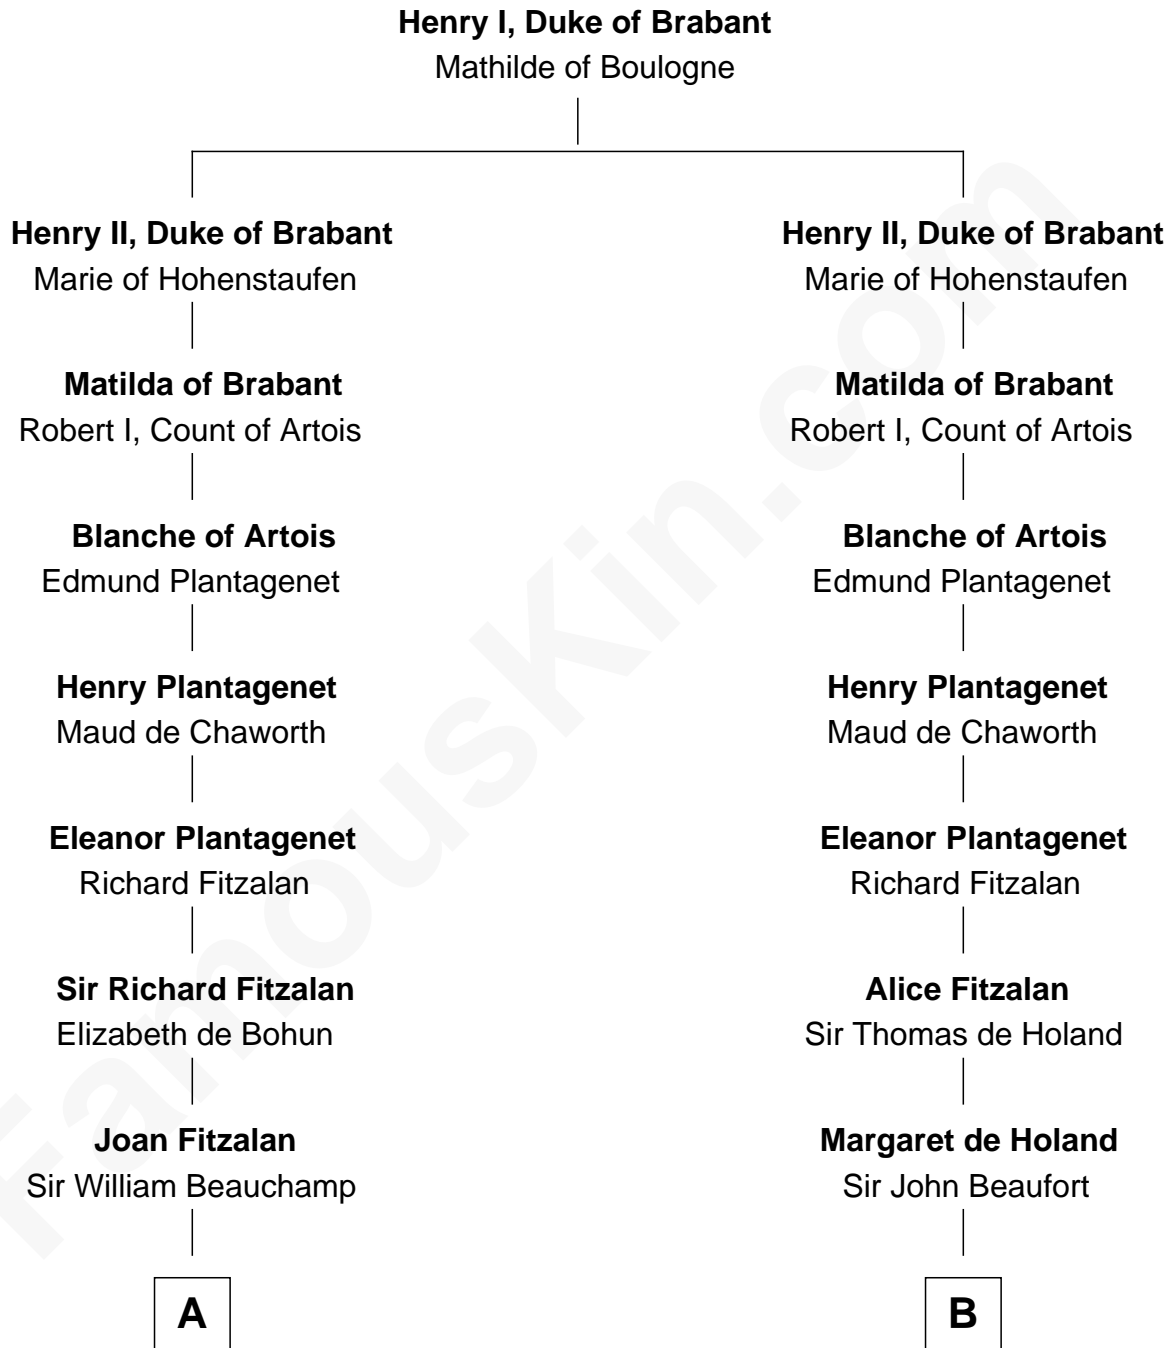 Henry I, Duke of Brabant
Mathilde of Boulogne
Henry II, Duke of Brabant
Marie of Hohenstaufen
Matilda of Brabant
Robert I, Count of Artois
Blanche of Artois
Edmund Plantagenet
Henry Plantagenet
Maud de Chaworth
Eleanor Plantagenet
Richard Fitzalan
Sir Richard Fitzalan
Elizabeth de Bohun
Joan Fitzalan
Sir William Beauchamp
A
Henry II, Duke of Brabant
Marie of Hohenstaufen
Matilda of Brabant
Robert I, Count of Artois
Blanche of Artois
Edmund Plantagenet
Henry Plantagenet
Maud de Chaworth
Eleanor Plantagenet
Richard Fitzalan
Alice Fitzalan
Sir Thomas de Holand
Margaret de Holand
Sir John Beaufort
B
FamousKin.com